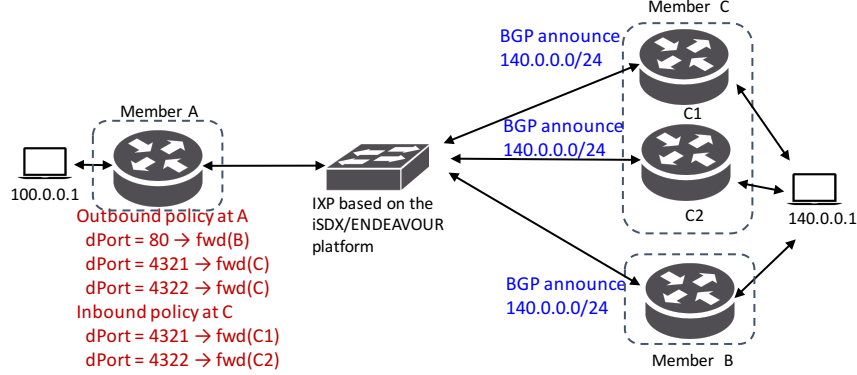 Member C
BGP announce
140.0.0.0/24
C1
Member A
BGP announce
140.0.0.0/24
100.0.0.1
IXP based on the
iSDX/ENDEAVOUR
platform
C2
140.0.0.1
Outbound policy at A
dPort = 80 → fwd(B)
dPort = 4321 → fwd(C)
dPort = 4322 → fwd(C)
Inbound policy at C
dPort = 4321 → fwd(C1)
dPort = 4322 → fwd(C2)
BGP announce
140.0.0.0/24
Member B